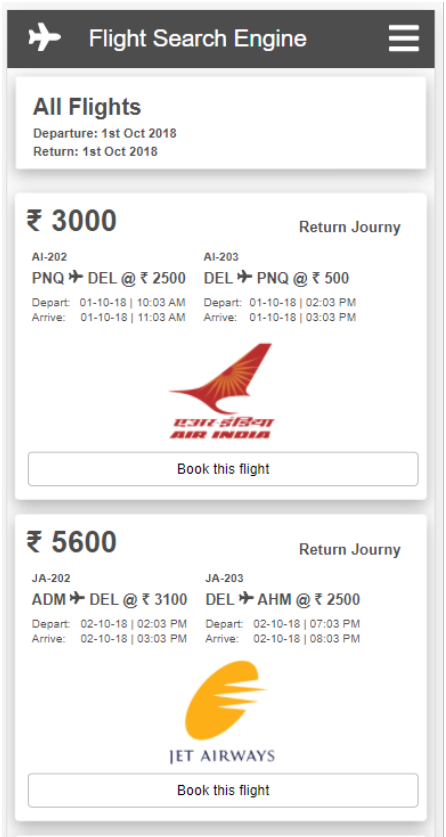 Flight Search Engine
All Flights
Departure: 1st Oct 2018
Return: 1st Oct 2018
₹ 3000
Return Journy
AI-202
PNQ DEL @ ₹ 2500
Depart: 01-10-18 | 10:03 AM
Arrive: 01-10-18 | 11:03 AM
AI-203
DEL PNQ @ ₹ 500
Depart: 01-10-18 | 02:03 PM
Arrive: 01-10-18 | 03:03 PM
एअर-इंडिया
AIR INDIA
Book this flight
₹ 5600
Return Journy
JA-202
ADM DEL @ ₹ 3100
Depart: 02-10-18 | 02:03 PM
Arrive: 02-10-18 | 03:03 PM
JA-203
DEL AHM @ ₹ 2500
Depart: 02-10-18 | 07:03 PM
Arrive: 02-10-18 | 08:03 PM
JET AIRWAYS
Book this flight